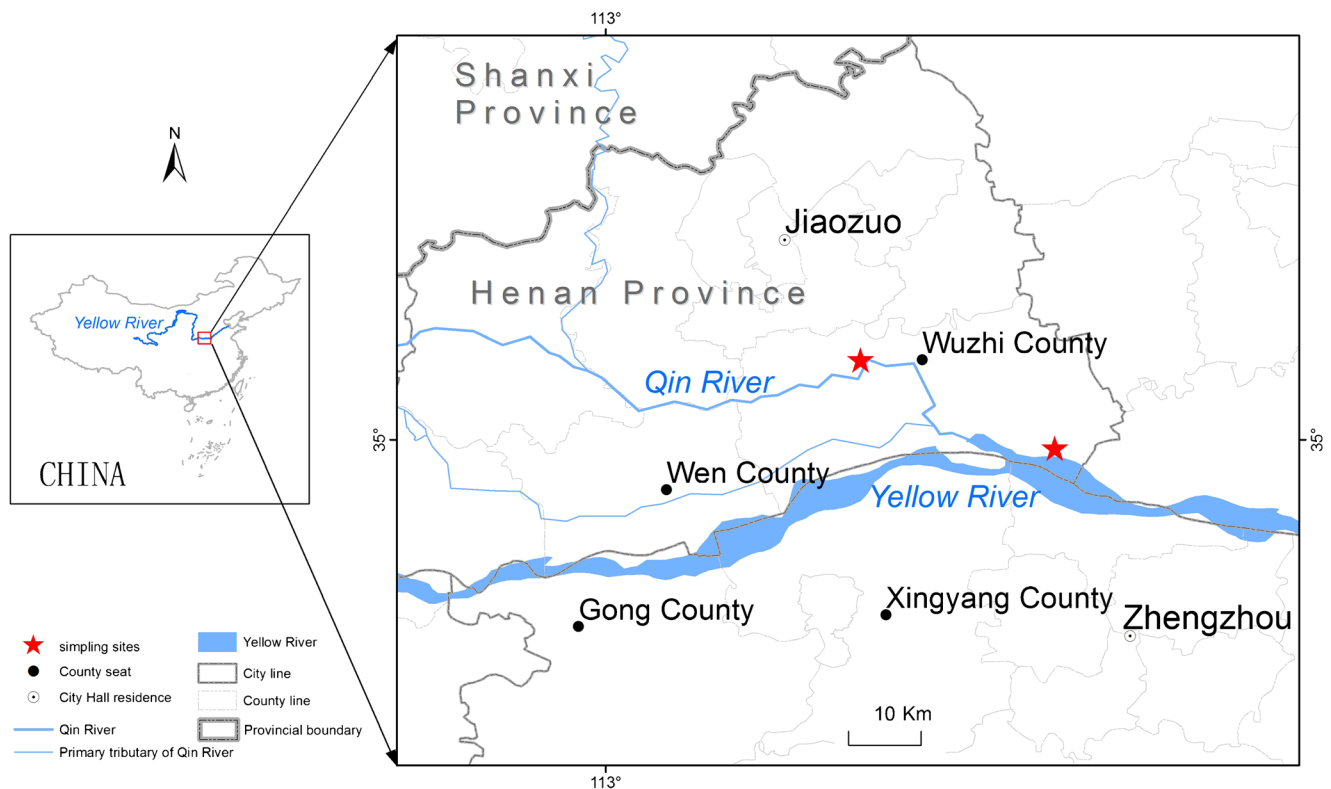 113°
Shanxi
Province
N
Jiaozuo
Henan Province
Yellow River
Wuzhi County
Qin River
35°
35°
CHINA
Wen County
Yellow River
Gong County
Xingyang County
Zhengzhou
simpling sites
County seat
City Hall residence
Qin River
Primary tributary of Qin River
Yellow River
City line
County line
Provincial boundary
10 Km
113°